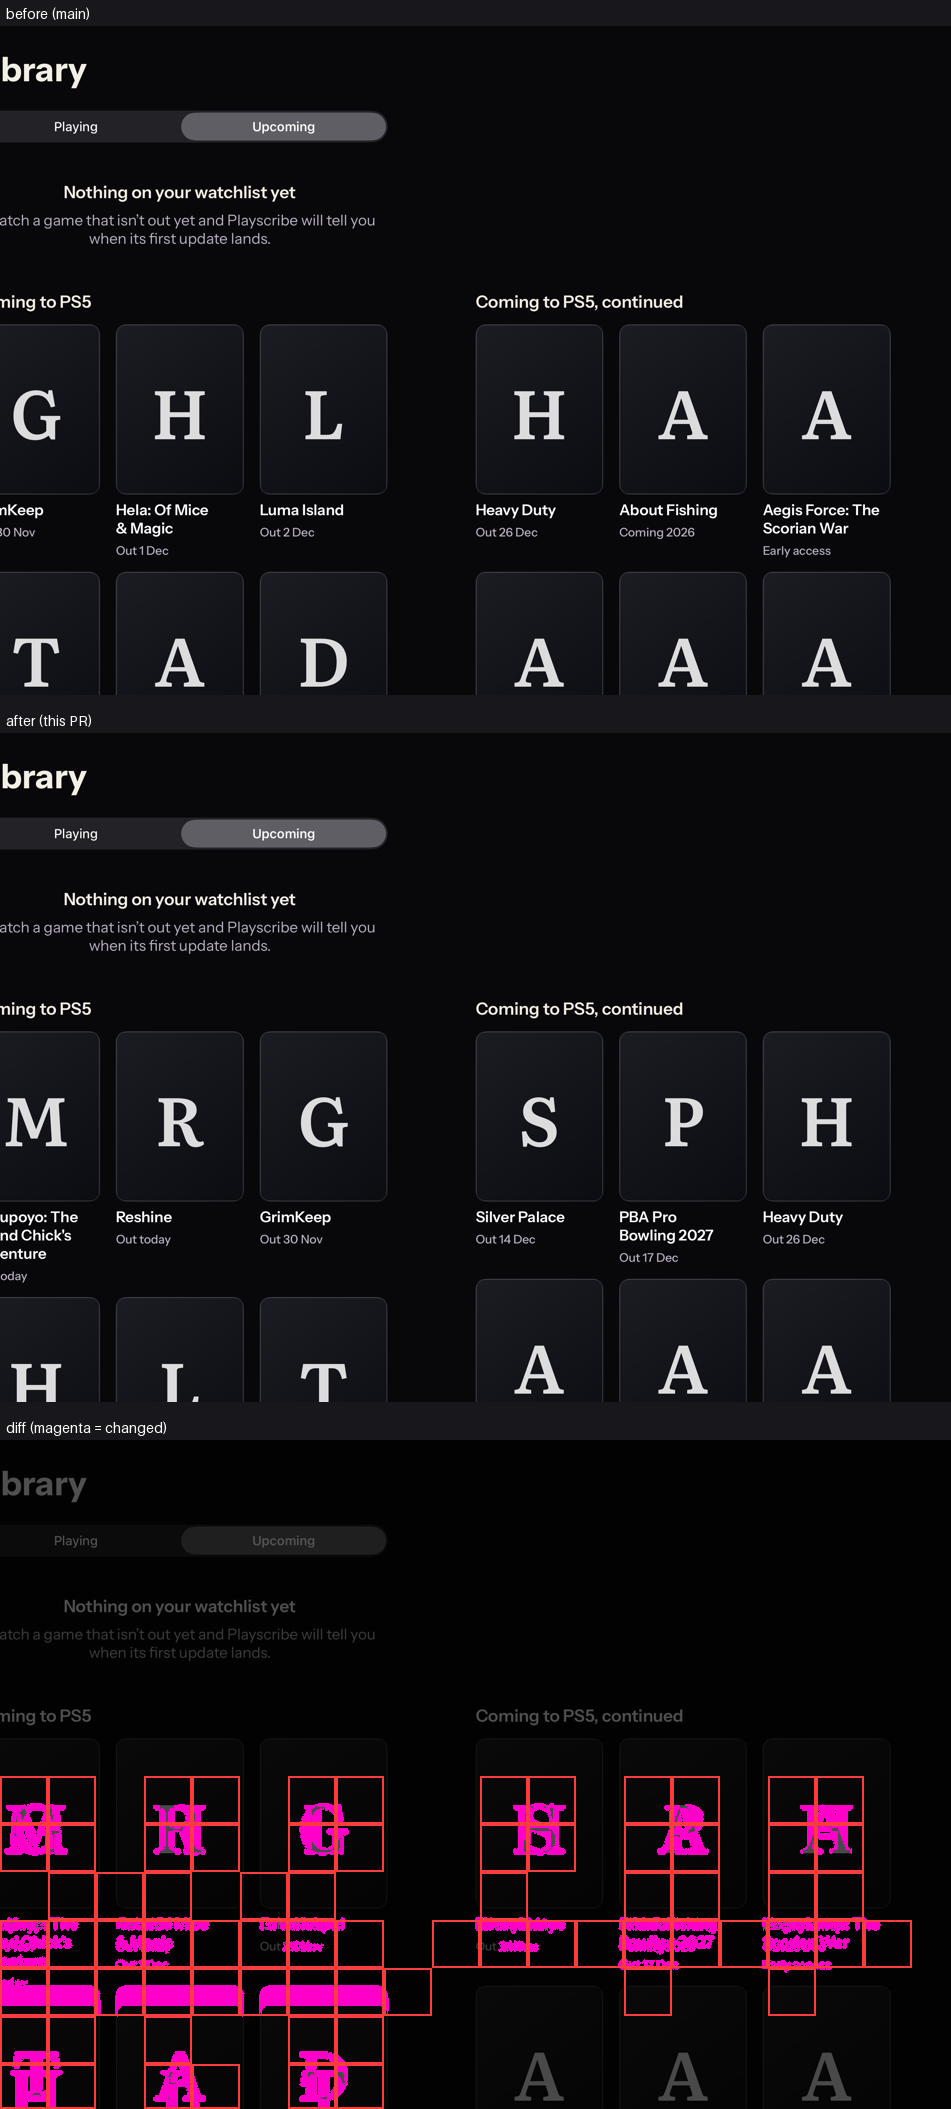 before (main)
brary
Playing
Upcoming
Nothing on your watchlist yet
atch a game that isn't out yet and Playscribe will tell you
when its first update lands.
ming to PS5
Coming to PS5, continued
G
H
L
H
A
A
mKeep
Hela: Of Mice
& Magic
Luma Island
Heavy Duty
About Fishing
Aegis Force: The
Scorian War
30 Nov
Out 1 Dec
Out 2 Dec
Out 26 Dec
Coming 2026
Early access
T
A
D
A
A
A
after (this PR)
brary
Playing
Upcoming
Nothing on your watchlist yet
atch a game that isn't out yet and Playscribe will tell you
when its first update lands.
ming to PS5
Coming to PS5, continued
M
R
G
S
P
H
upoyo: The
nd Chick's
enture
Reshine
GrimKeep
Silver Palace
PBA Pro
Bowling 2027
Heavy Duty
oday
Out today
Out 30 Nov
Out 14 Dec
Out 17 Dec
Out 26 Dec
H
L
T
A
A
A
diff (magenta = changed)
brary
Playing
Upcoming
Nothing on your watchlist yet
atch a game that isn't out yet and Playscribe will tell you
when its first update lands.
ming to PS5
Coming to PS5, continued
Out
Out
A
A
A